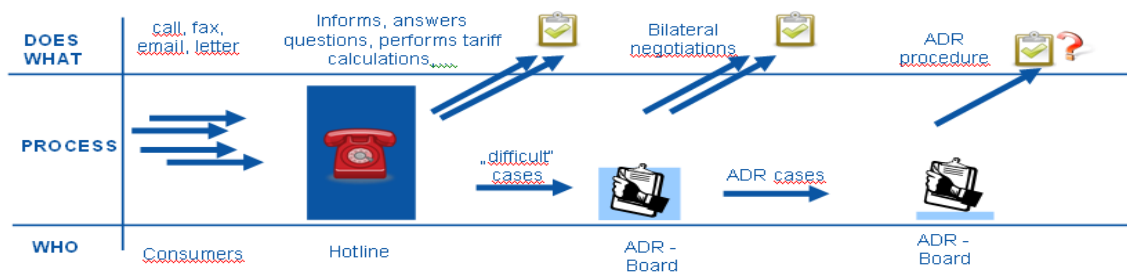 DOES
WHAT
call, fax,
email, letter
Informs, answers
questions, performs tariff
calculations,...
Bilateral
negotiations
ADR
procedure
?
PROCESS
„difficult"
cases
ADR cases
WHO
Consumers
Hotline
ADR -
Board
ADR -
Board